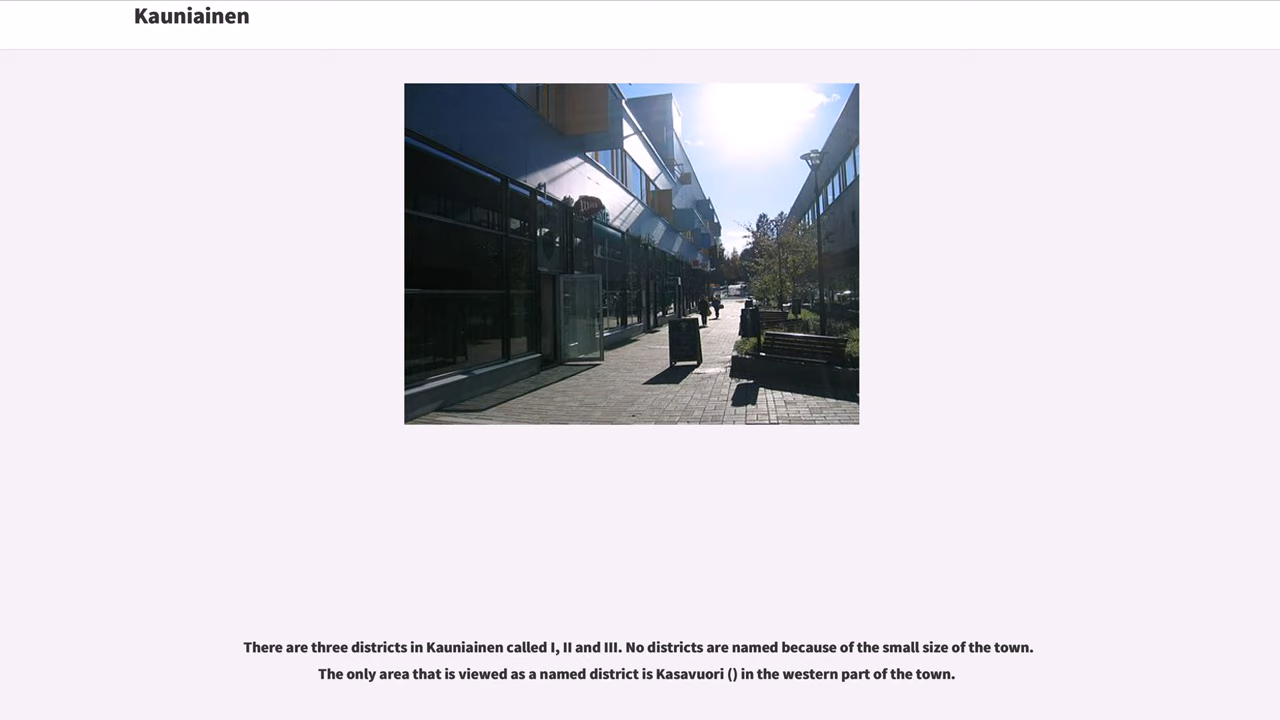 Kauniainen
There are three districts in Kauniainen called I, II and III. No districts are named because of the small size of the town.
The only area that is viewed as a named district is Kasavuori () in the western part of the town.